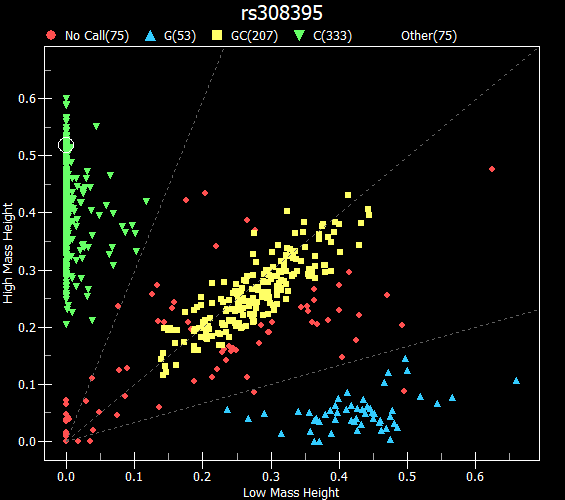 rs308395
No Call(75) G(53) GC(207) C(333) Other(75)
High Mass Height
0.6
0.5
0.4
0.3
0.2
0.1
0.0
0.0 0.1 0.2 0.3 0.4 0.5 0.6
Low Mass Height